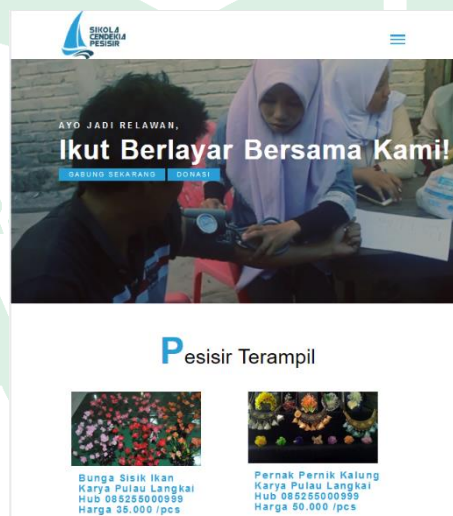 SIKOLA
CENDEKIA
PESISIR
AYO JADI RELAWAN,
Ikut Berlayar Bersama Kami!
GABUNG SEKARANG
DONASI
Pesisir Terampil
Bunga Sisik Ikan
Karya Pulau Langkai
Hub 085255000999
Harga 35.000 /pcs
Pernak Pernik Kalung
Karya Pulau Langkai
Hub 085255000999
Harga 50.000 /pcs